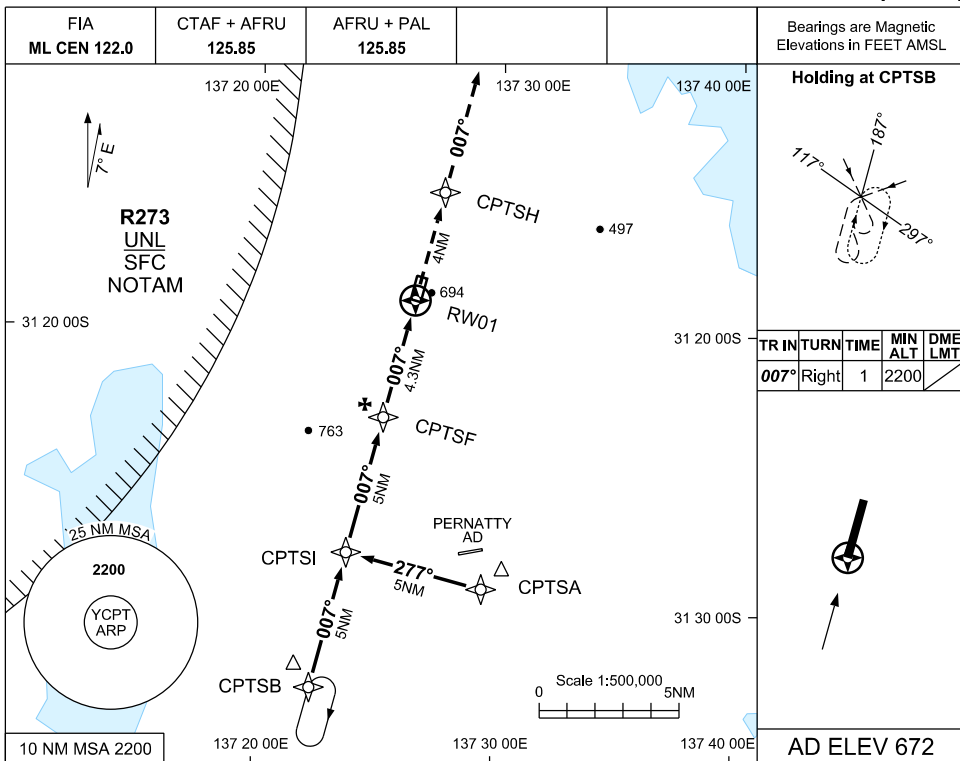 FIA
ML CEN 122.0
CTAF + AFRU
125.85
AFRU + PAL
125.85
Bearings are Magnetic
Elevations in FEET AMSL
137 20 00E
137 30 00E
137 40 00E
7° E
R273
UNL
SFC
NOTAM
31 20 00S
31 20 00S
007°
CPTSH
497
4NM
694
RW01
007°
4.3NM
CPTSF
763
007°
5NM
PERNATTY
AD
CPTSI
277°
5NM
CPTSA
25 NM MSA
2200
YCPT
ARP
31 30 00S
007°
5NM
CPTSB
Scale 1:500,000
0
5NM
10 NM MSA 2200
137 20 00E
137 30 00E
137 40 00E
Holding at CPTSB
187°
117°
297°
TR IN TURN TIME MIN ALT DME LMT
007° Right 1 2200
AD ELEV 672